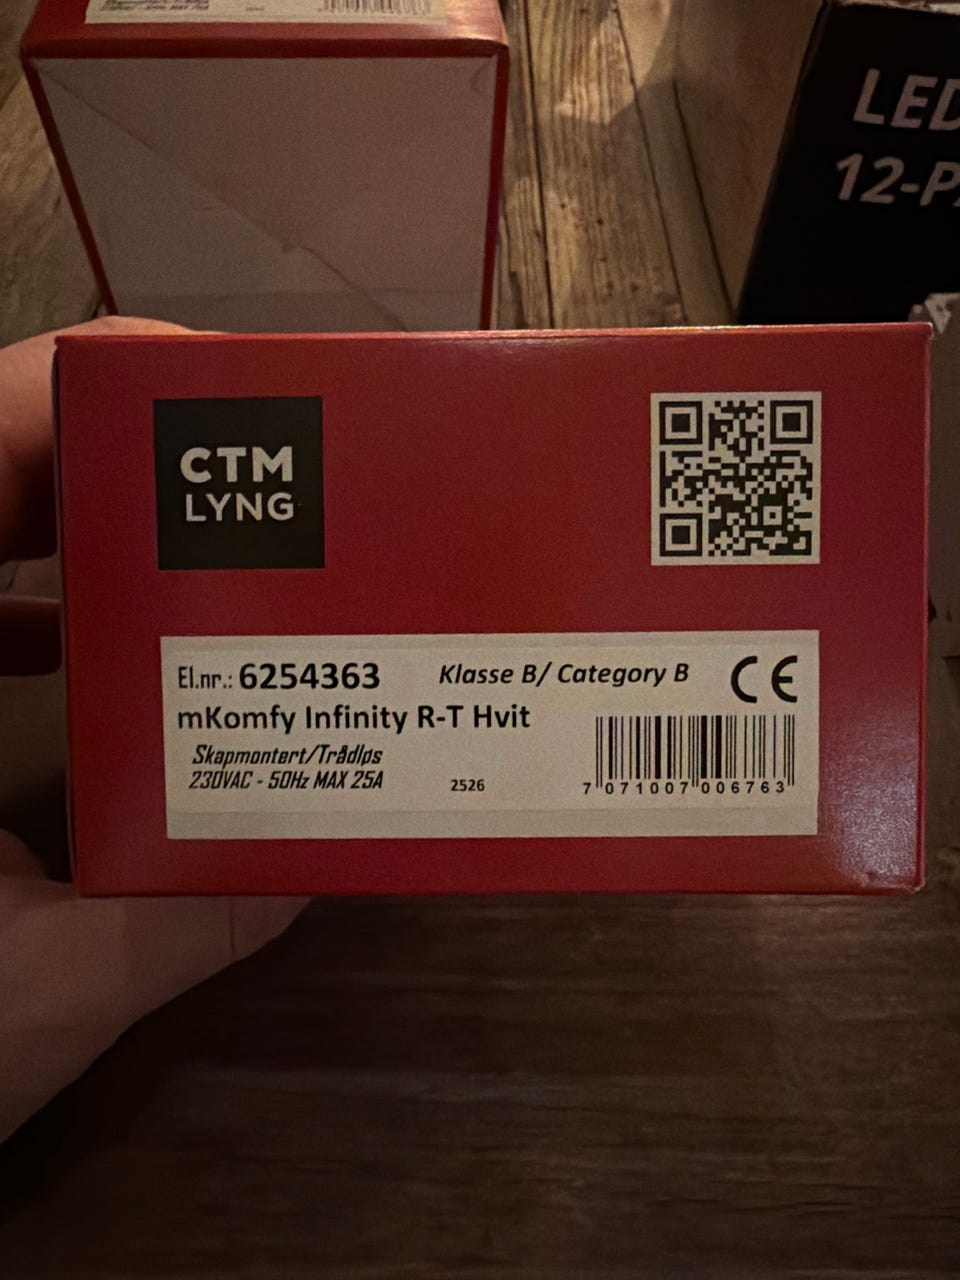 LED
12-P
CTM
LYNG
El.nr.: 6254363 Klasse B/ Category B CE
mKomfy Infinity R-T Hvit
Skapmontert/Trådløs
230VAC - 50Hz MAX 25A
2526
7 071007 006763